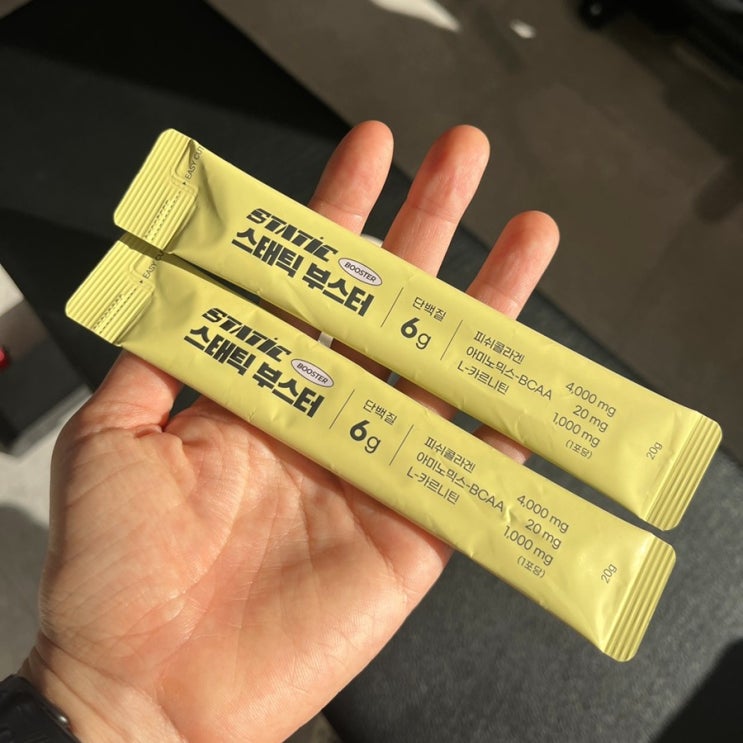 EASY CUT
STATIC
스태틱 부스터
BOOSTER
단백질
6g
피쉬콜라겐 4,000 mg
아미노믹스-BCAA 20 mg
L-카르니틴 1,000 mg
(1포당)
20g
EASY
STATIC
스태틱 부스터
BOOSTER
단백질
6g
피쉬콜라겐 4,000 mg
아미노믹스-BCAA 20 mg
L-카르니틴 1,000 mg
(1포당)
20g